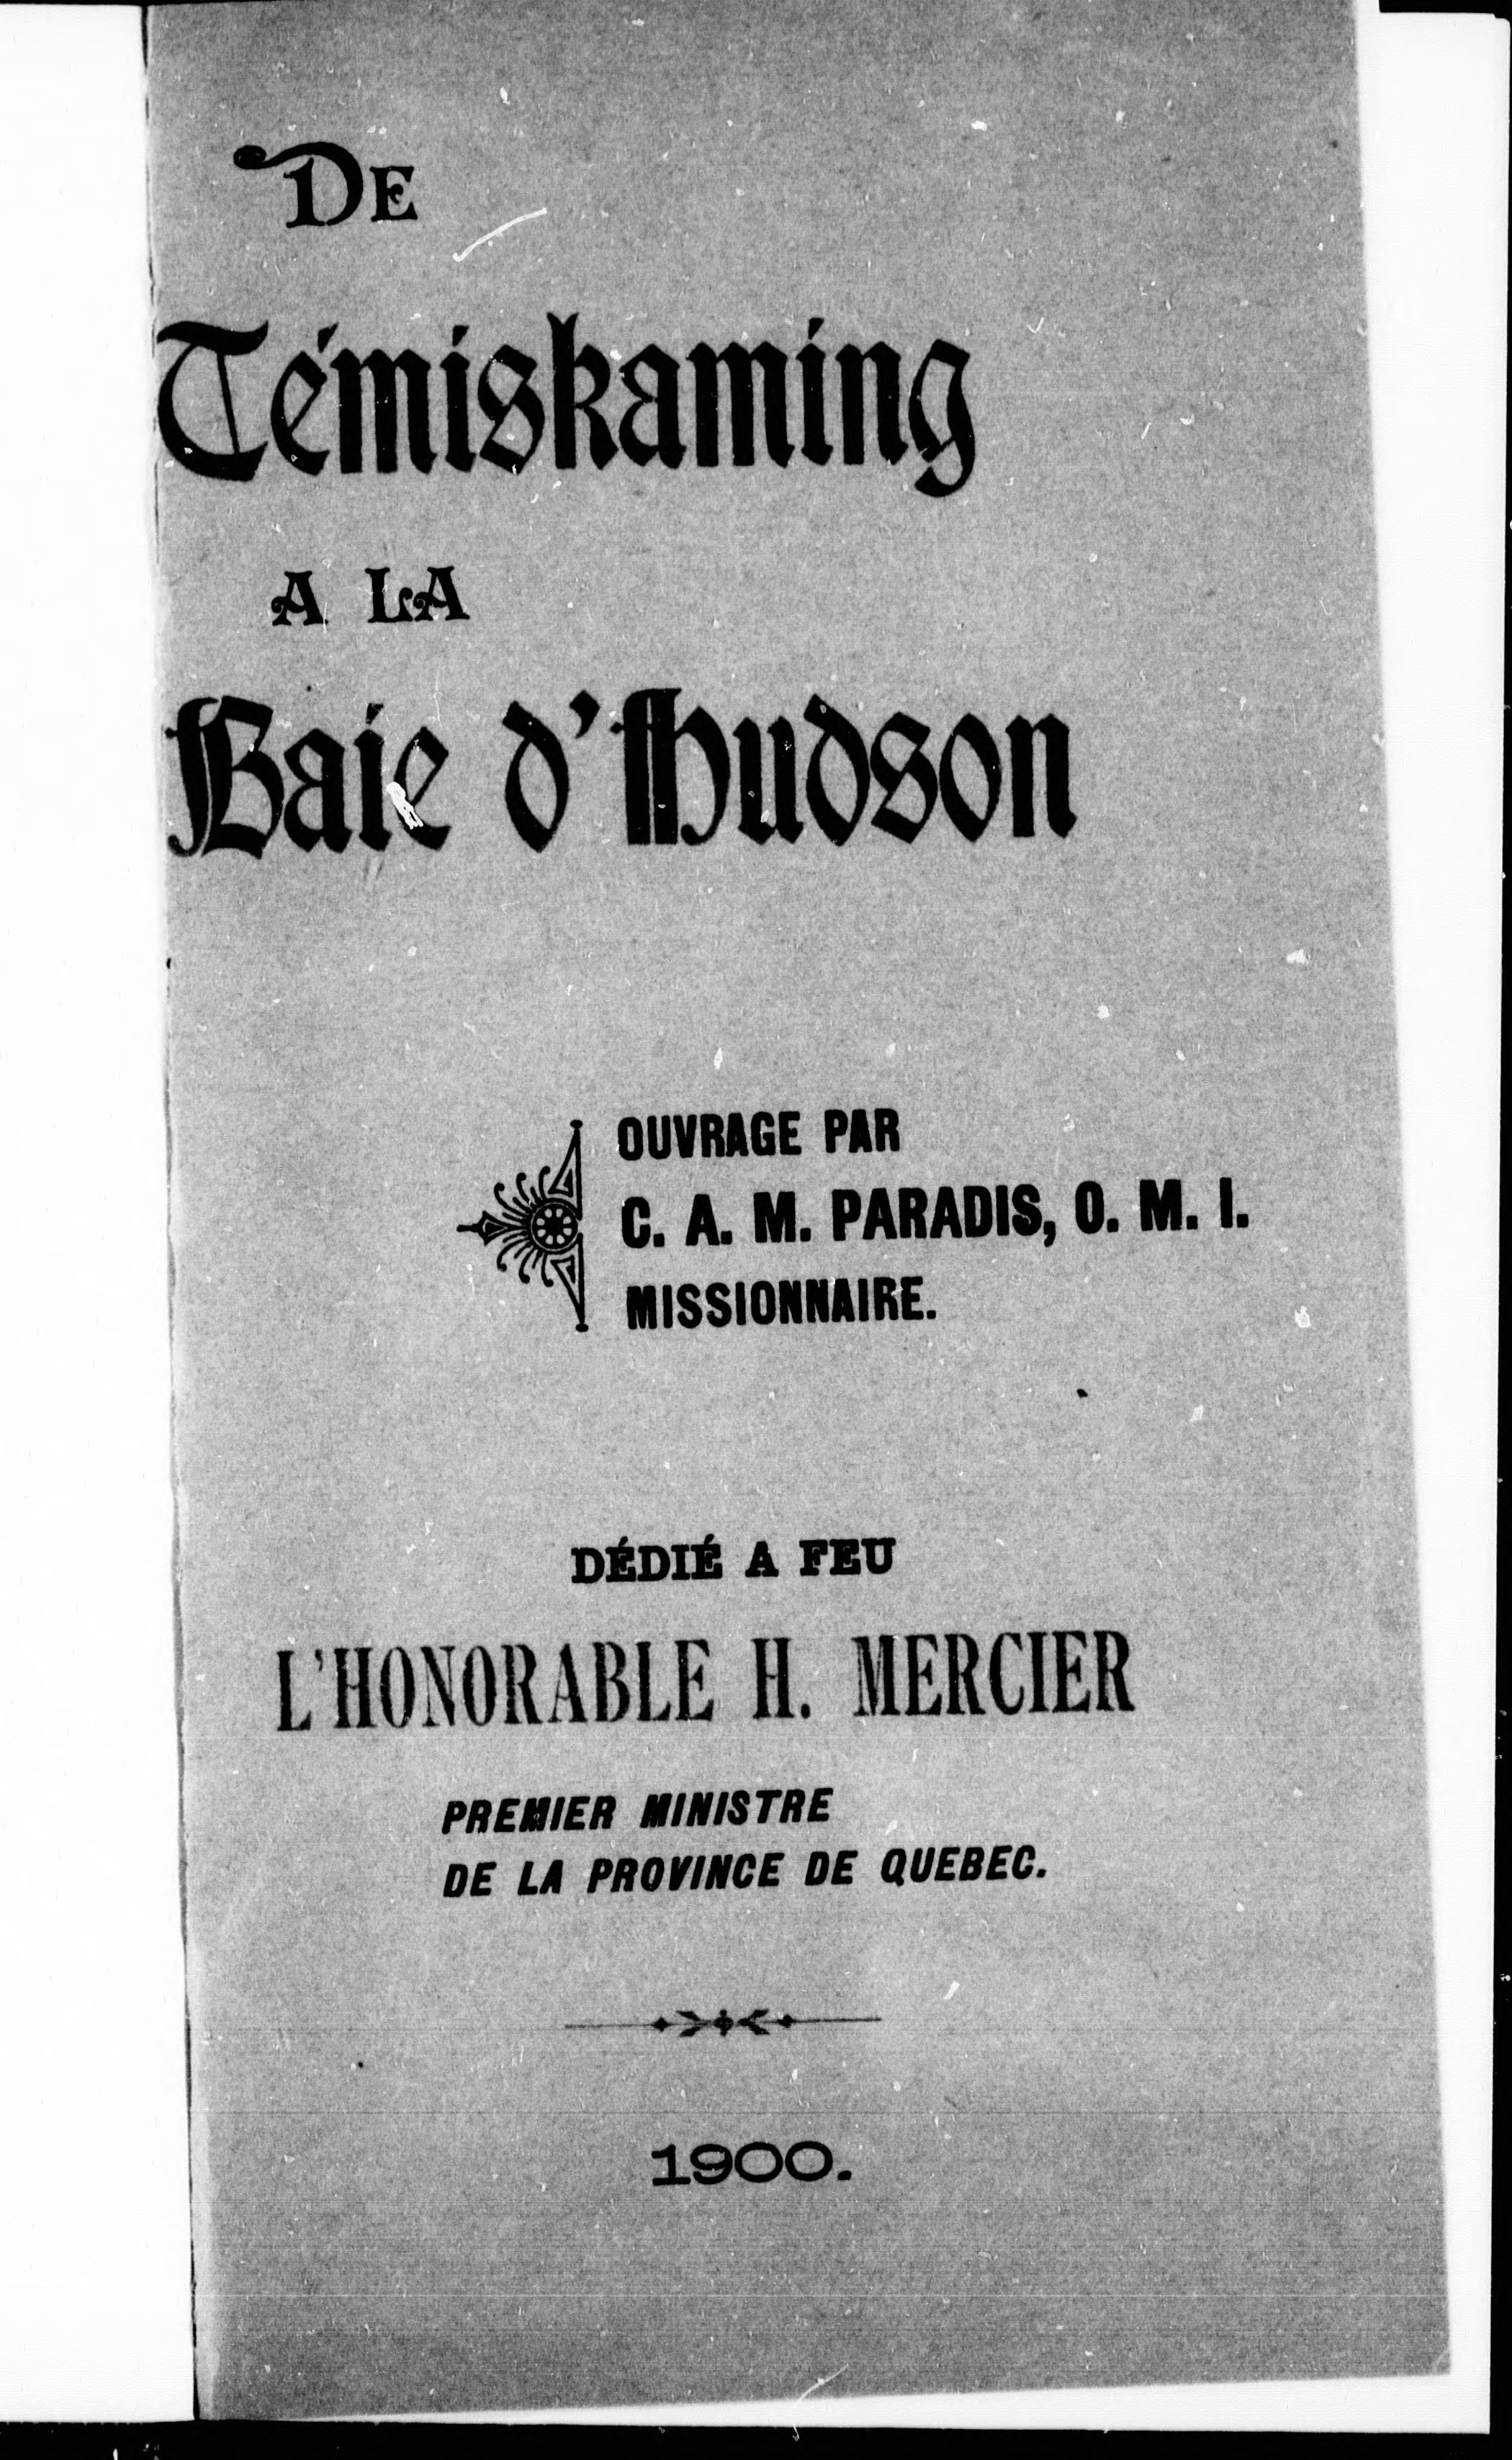 DE
Témiskaming
A LA
Baie d'Hudson
OUVRAGE PAR
C. A. M. PARADIS, O. M. I.
MISSIONNAIRE.
DÉDIÉ A FEU
L'HONORABLE H. MERCIER
PREMIER MINISTRE
DE LA PROVINCE DE QUEBEC.
1900.